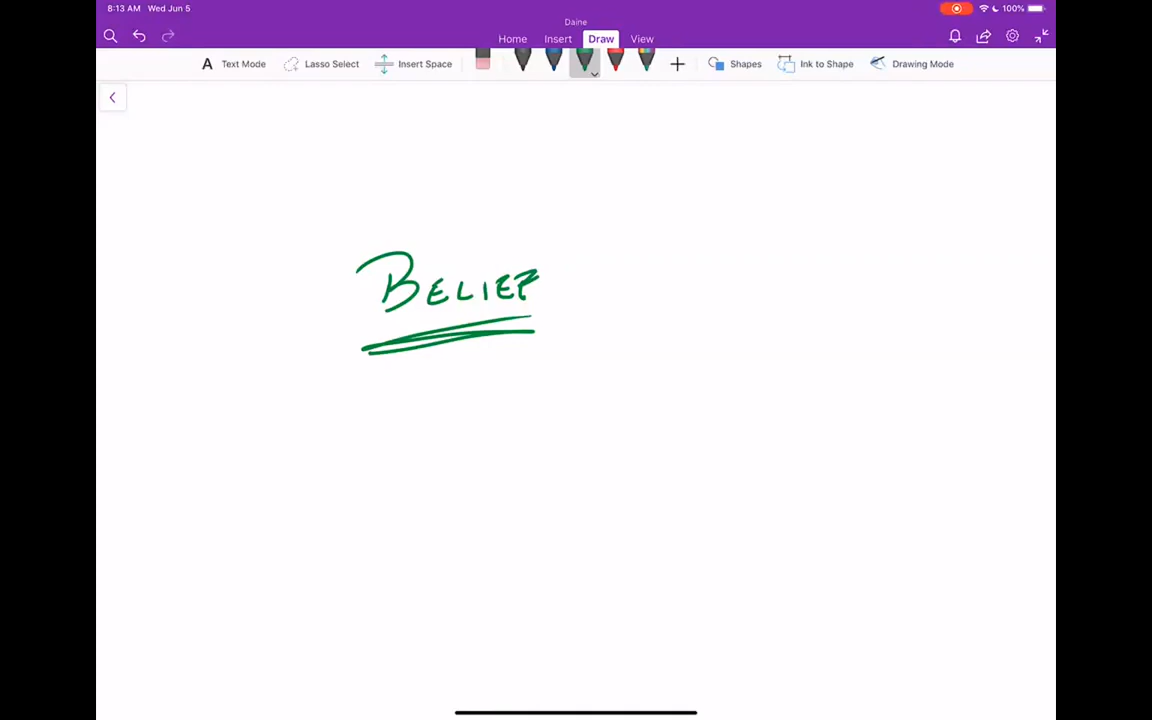 8:13 AM Wed Jun 5
100%
Daine
Home Insert Draw View
A Text Mode Lasso Select Insert Space Shapes Ink to Shape Drawing Mode
BELIEF